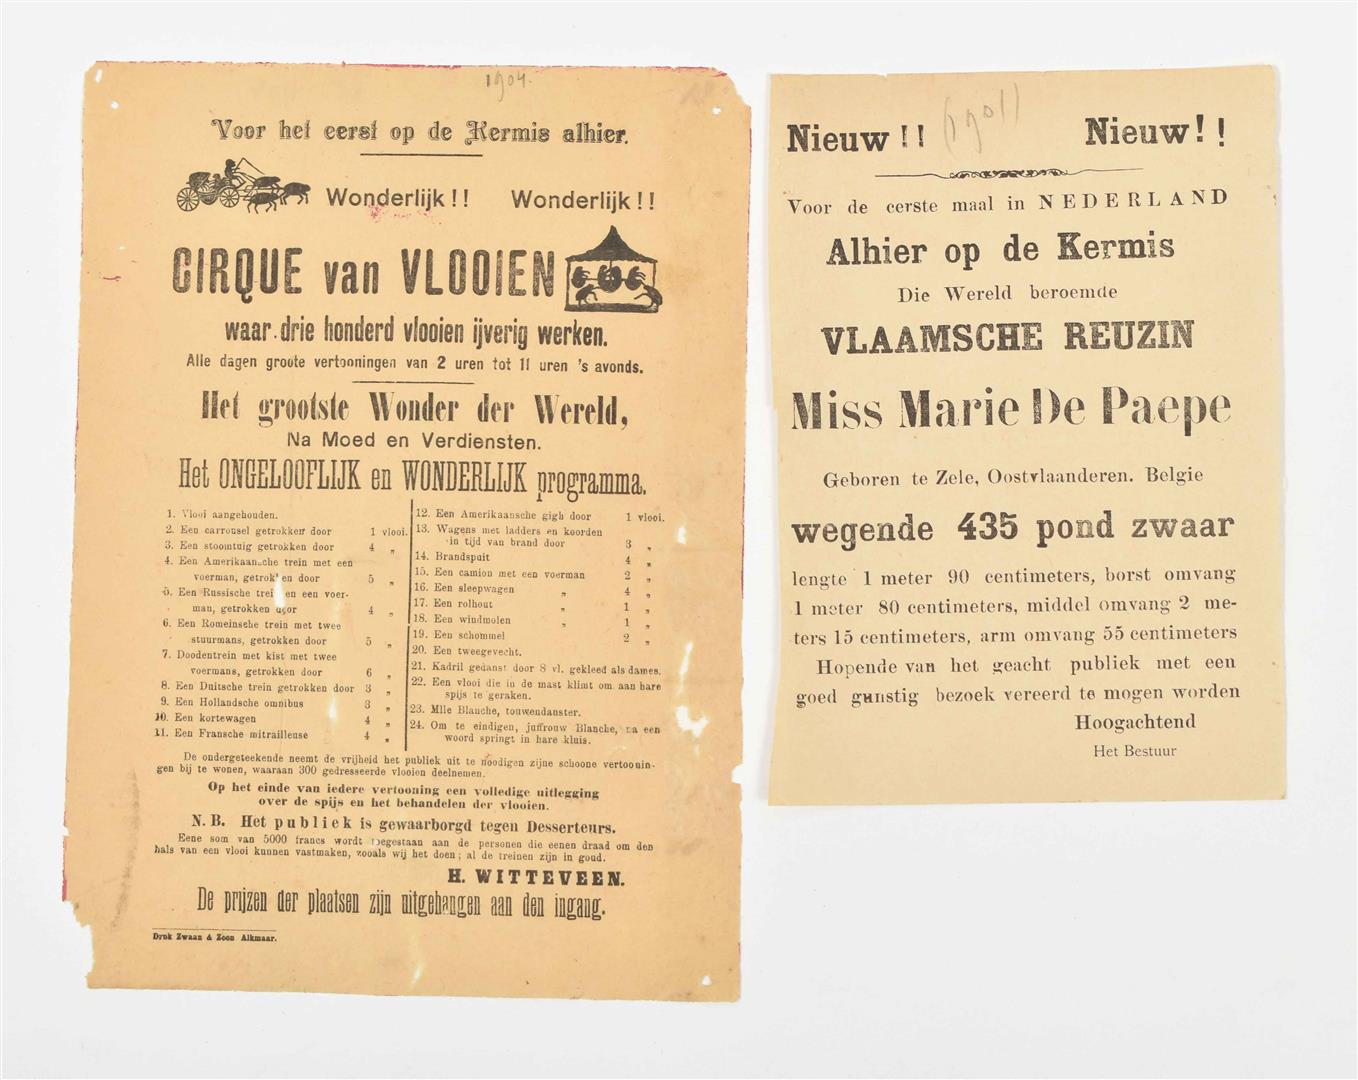 1904.
Voor het eerst op de Kermis alhier.
Wonderlijk!! Wonderlijk!!
CIRQUE van VLOOIEN
waar drie honderd vlooien ijverig werken.
Alle dagen groote vertooningen van 2 uren tot 11 uren 's avonds.
Het grootste Wonder der Wereld,
Na Moed en Verdiensten.
Het ONGELOOFLIJK en WONDERLIJK programma.
1. Vlooi aangehouden.
2. Een carrousel getrokken door 1 vlooi.
3. Een stoomtuig getrokken door 4 „
4. Een Amerikaansche trein met een
voerman, getrokken door 5 „
5. Een Russische trein en een voer-
man, getrokken door 4 „
6. Een Romeinsche trein met twee
stuurmans, getrokken door 5 „
7. Doodentrein met kist met twee
voermans, getrokken door 6 „
8. Een Duitsche trein getrokken door 3 „
9. Een Hollandsche omnibus 3 „
10. Een kortewagen 4 „
11. Een Fransche mitrailleuse 4 „
12. Een Amerikaansche gigh door 1 vlooi.
13. Wagens met ladders en koorden
in tijd van brand door 3 „
14. Brandspuit 4 „
15. Een camion met een voerman 2 „
16. Een sleepwagen „ 4 „
17. Een rolhout „ 1 „
18. Een windmolen „ 1 „
19. Een schommel 2 „
20. Een tweegevecht.
21. Kadril gedanst door 8 vl. gekleed als dames.
22. Een vlooi die in de mast klimt om aan hare
spijs te geraken.
23. Mlle Blanche, touwendanster.
24. Om te eindigen, juffrouw Blanche, na een
woord springt in hare kluis.
De ondergeteekende neemt de vrijheid het publiek uit te noodigen zijne schoone vertoonin-
gen bij te wonen, waaraan 300 gedresseerde vlooien deelnemen.
Op het einde van iedere vertooning een volledige uitlegging
over de spijs en het behandelen der vlooien.
N.B. Het publiek is gewaarborgd tegen Desserteurs.
Eene som van 5000 francs wordt toegestaan aan de personen die eenen draad om den
hals van een vlooi kunnen vastmaken, zooals wij het doen; al de treinen zijn in goud.
H. WITTEVEEN.
De prijzen der plaatsen zijn uitgehangen aan den ingang.
Druk Zwaan & Zoon Alkmaar.
Nieuw!! (1901) Nieuw!!
Voor de eerste maal in NEDERLAND
Alhier op de Kermis
Die Wereld beroemde
VLAAMSCHE REUZIN
Miss Marie De Paepe
Geboren te Zele, Oostvlaanderen. Belgie
wegende 435 pond zwaar
lengte 1 meter 90 centimeters, borst omvang
1 meter 80 centimeters, middel omvang 2 me-
ters 15 centimeters, arm omvang 55 centimeters
Hopende van het geacht publiek met een
goed gunstig bezoek vereerd te mogen worden
Hoogachtend
Het Bestuur